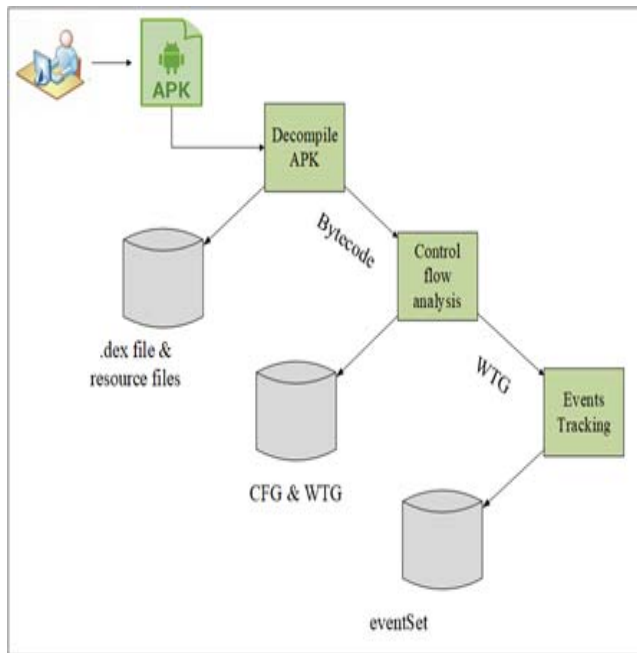 APK
Decompile
APK
Bytecode
.dex file &
resource files
Control
flow
analysis
WTG
CFG & WTG
Events
Tracking
eventSet